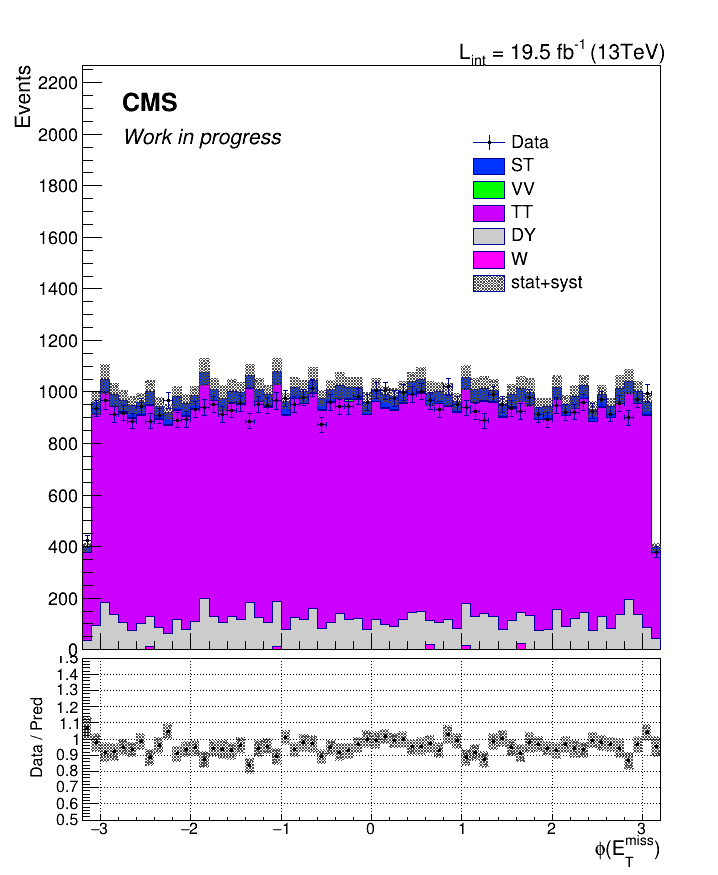 L_int = 19.5 fb^-1 (13TeV)
Events
CMS
Work in progress
Data
ST
VV
TT
DY
W
stat+syst
2200
2000
1800
1600
1400
1200
1000
800
600
400
200
0
Data / Pred
1.5
1.4
1.3
1.2
1.1
1
0.9
0.8
0.7
0.6
0.5
−3 −2 −1 0 1 2 3
ϕ(E_T^miss)